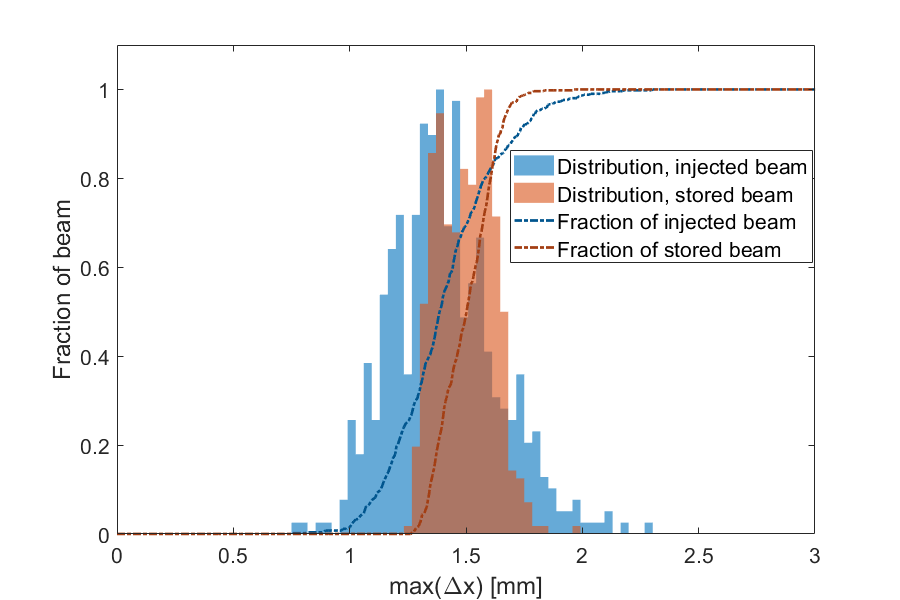 1
0.8
0.6
0.4
0.2
0
Fraction of beam
Distribution, injected beam
Distribution, stored beam
Fraction of injected beam
Fraction of stored beam
0 0.5 1 1.5 2 2.5 3
max(Δx) [mm]